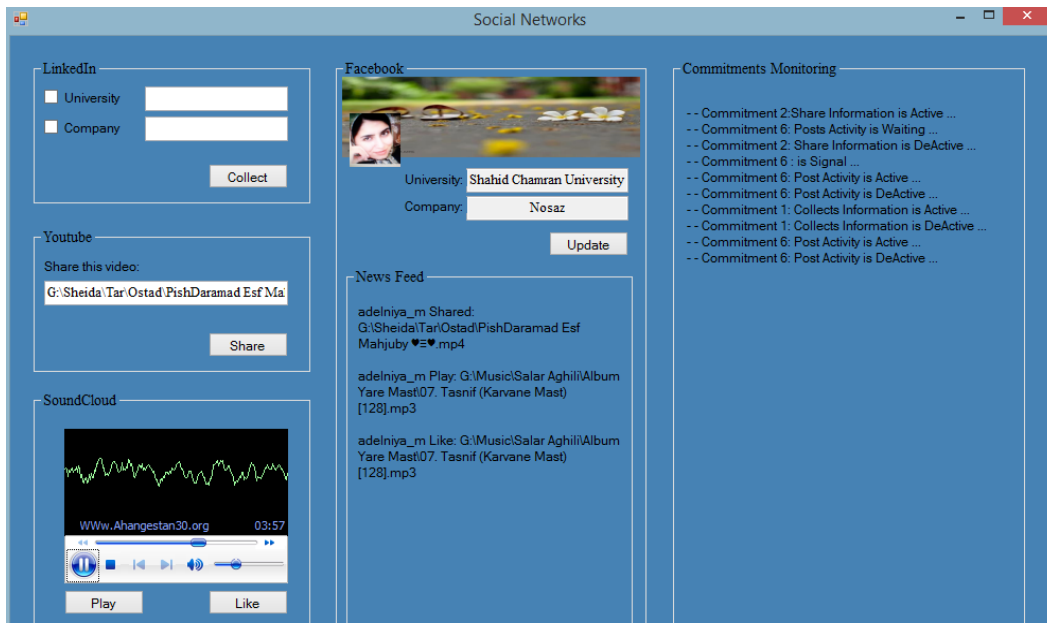 Social Networks
LinkedIn
University
Company
Collect
Youtube
Share this video:
G:\Sheida\Tar\Ostad\PishDaramad Esf Ma
Share
SoundCloud
WWw.Ahangestan30.org 03:57
Play Like
Facebook
University: Shahid Chamran University
Company: Nosaz
Update
News Feed
adelniya_m Shared:
G:\Sheida\Tar\Ostad\PishDaramad Esf
Mahjuby ♥Ξ♥.mp4
adelniya_m Play: G:\Music\Salar Aghili\Album
Yare Mast\07. Tasnif (Karvane Mast)
[128].mp3
adelniya_m Like: G:\Music\Salar Aghili\Album
Yare Mast\07. Tasnif (Karvane Mast)
[128].mp3
Commitments Monitoring
- - Commitment 2:Share Information is Active ...
- - Commitment 6: Posts Activity is Waiting ...
- - Commitment 2: Share Information is DeActive ...
- - Commitment 6 : is Signal ...
- - Commitment 6: Post Activity is Active ...
- - Commitment 6: Post Activity is DeActive ...
- - Commitment 1: Collects Information is Active ...
- - Commitment 1: Collects Information is DeActive ...
- - Commitment 6: Post Activity is Active ...
- - Commitment 6: Post Activity is DeActive ...